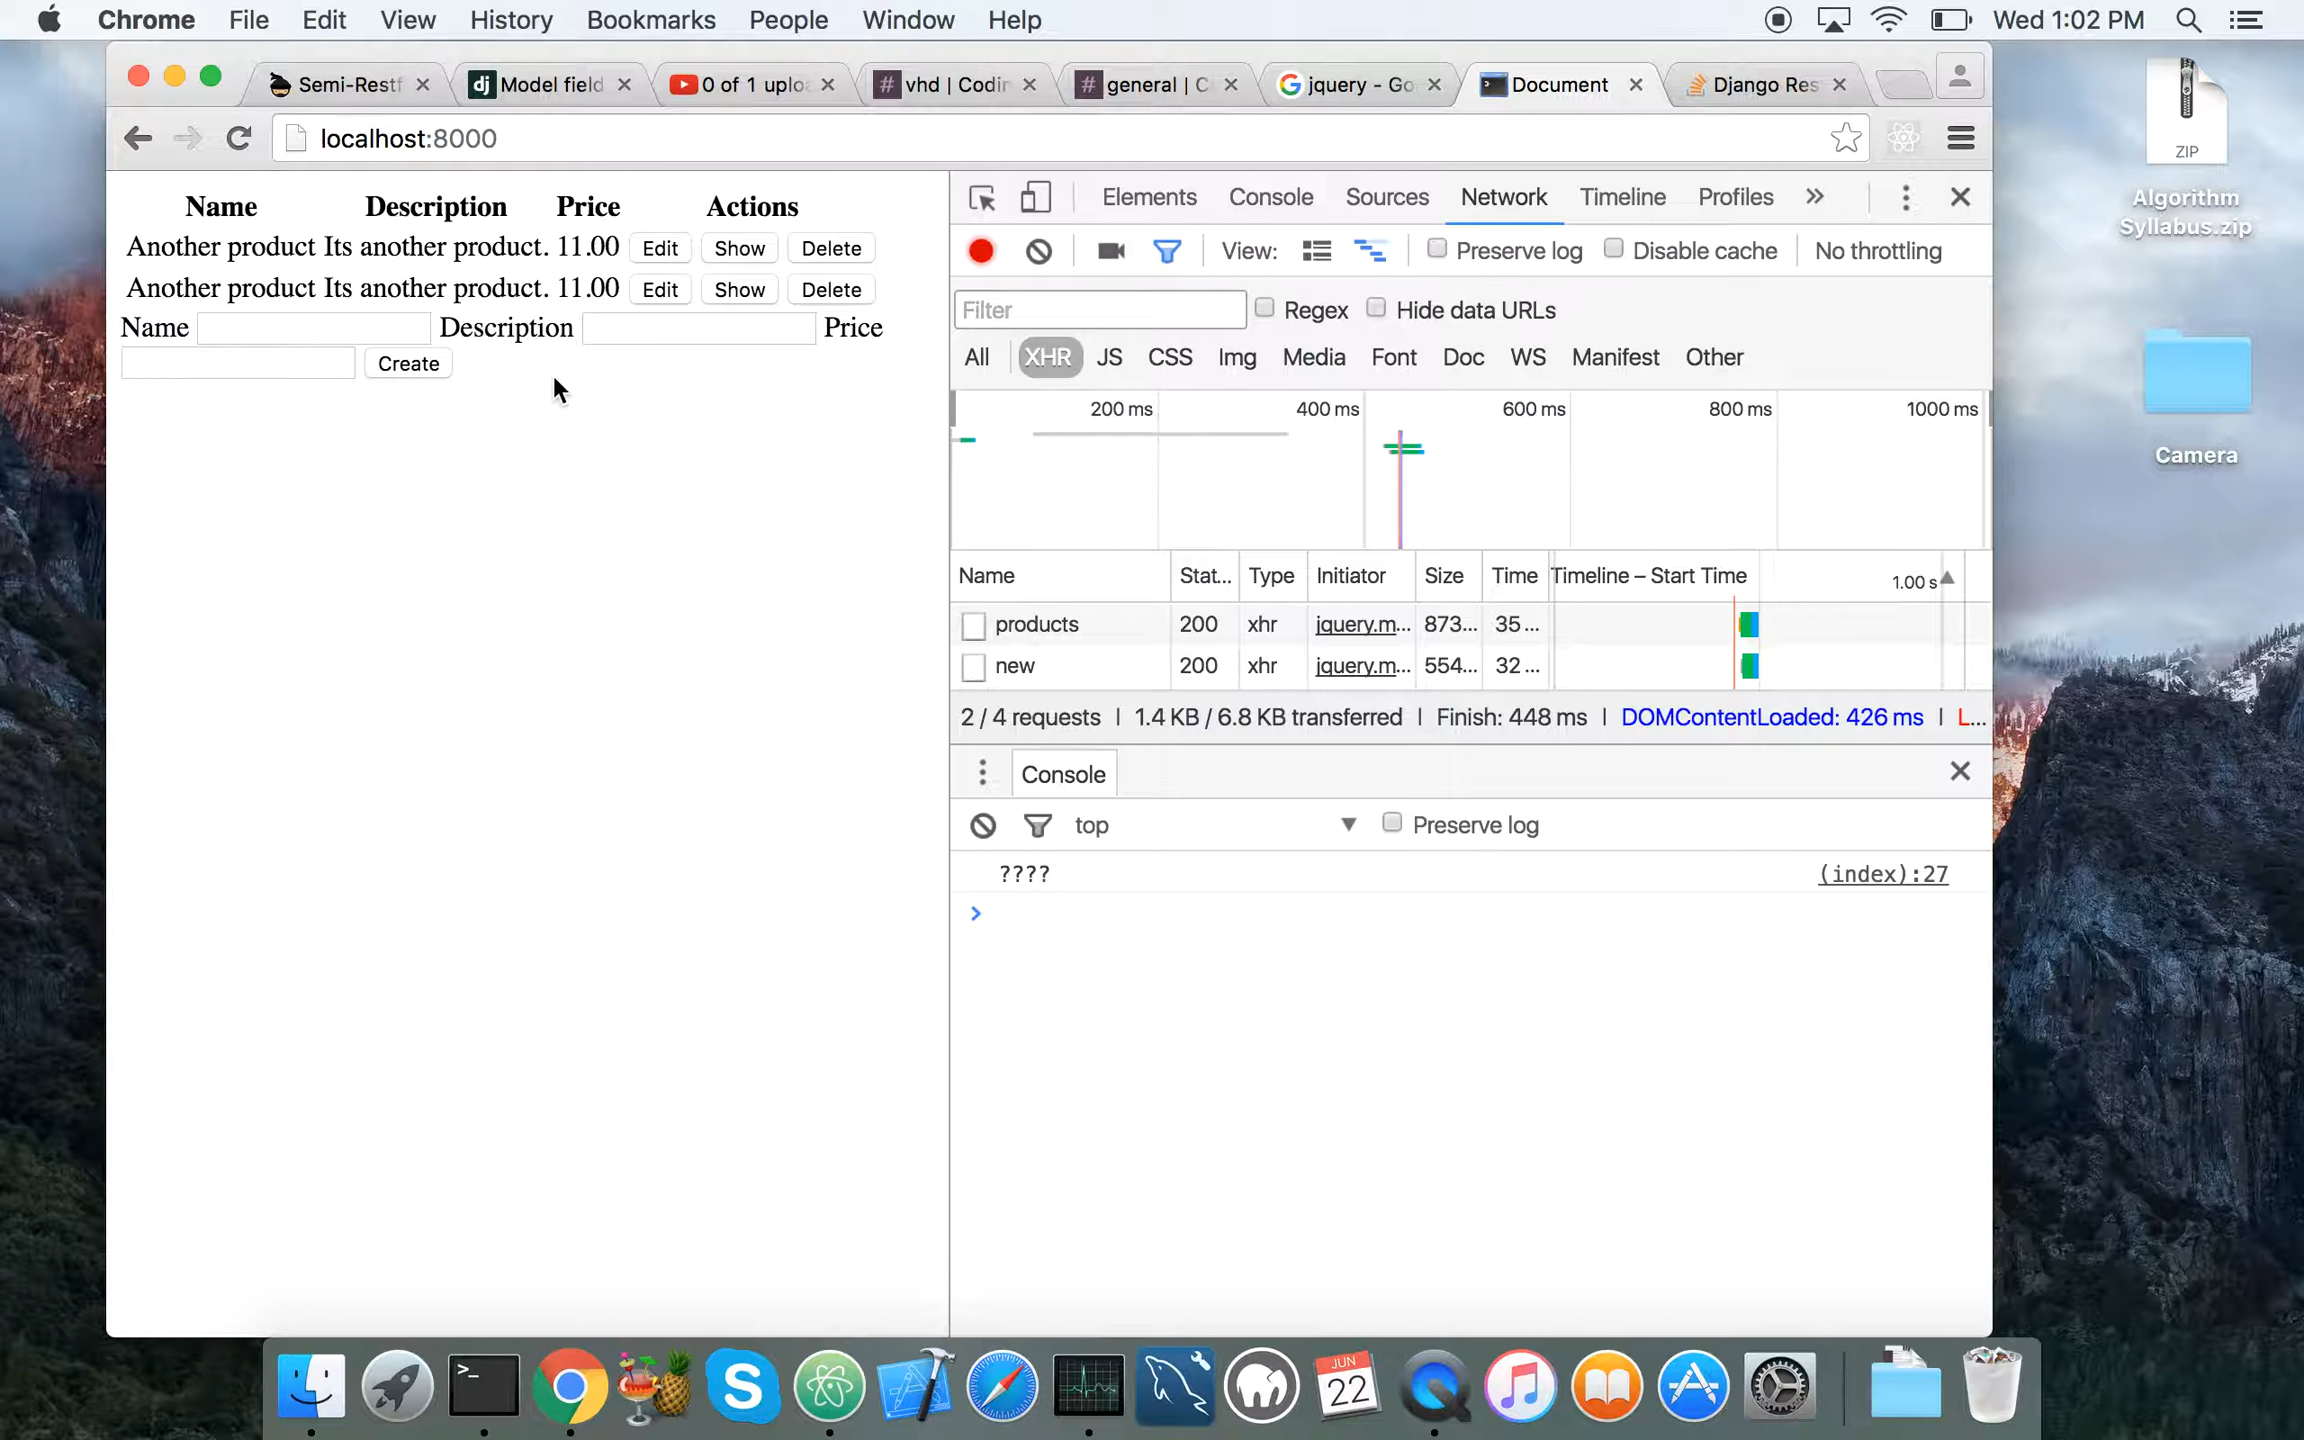 Chrome File Edit View History Bookmarks People Window Help Wed 1:02 PM
Semi-Restf Model field 0 of 1 uplo vhd | Codin general | C jquery - Go Document Django Res
localhost:8000
ZIP
Algorithm
Syllabus.zip
Camera
Name Description Price Actions
Another product Its another product. 11.00 Edit Show Delete
Another product Its another product. 11.00 Edit Show Delete
Name Description Price
Create
Elements Console Sources Network Timeline Profiles »
View: Preserve log Disable cache No throttling
Filter Regex Hide data URLs
All XHR JS CSS Img Media Font Doc WS Manifest Other
200 ms 400 ms 600 ms 800 ms 1000 ms
Name Stat... Type Initiator Size Time Timeline – Start Time 1.00 s
products 200 xhr jquery.m... 873... 35...
new 200 xhr jquery.m... 554... 32...
2 / 4 requests | 1.4 KB / 6.8 KB transferred | Finish: 448 ms | DOMContentLoaded: 426 ms | L...
Console
top Preserve log
???? (index):27
>
JUN
22